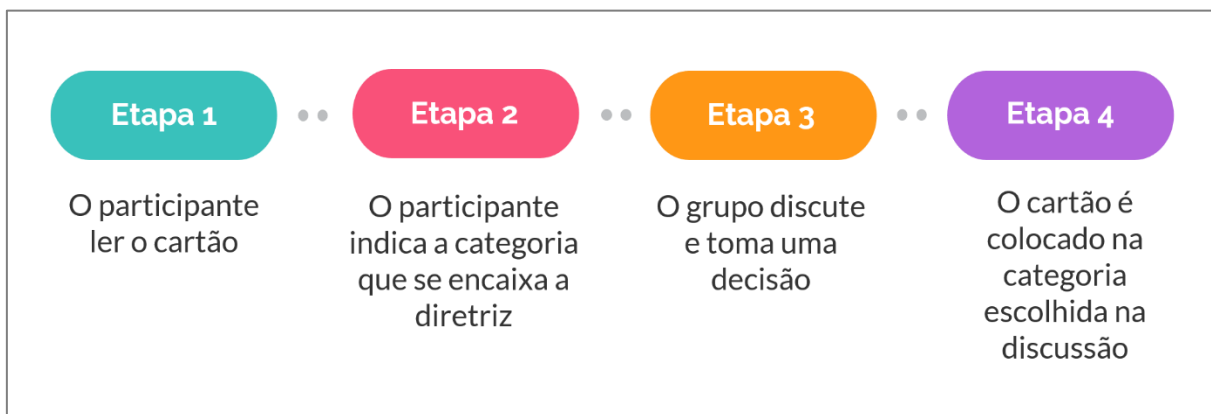 Etapa 1
O participante
ler o cartão
Etapa 2
O participante
indica a categoria
que se encaixa a
diretriz
Etapa 3
O grupo discute
e toma uma
decisão
Etapa 4
O cartão é
colocado na
categoria
escolhida na
discussão